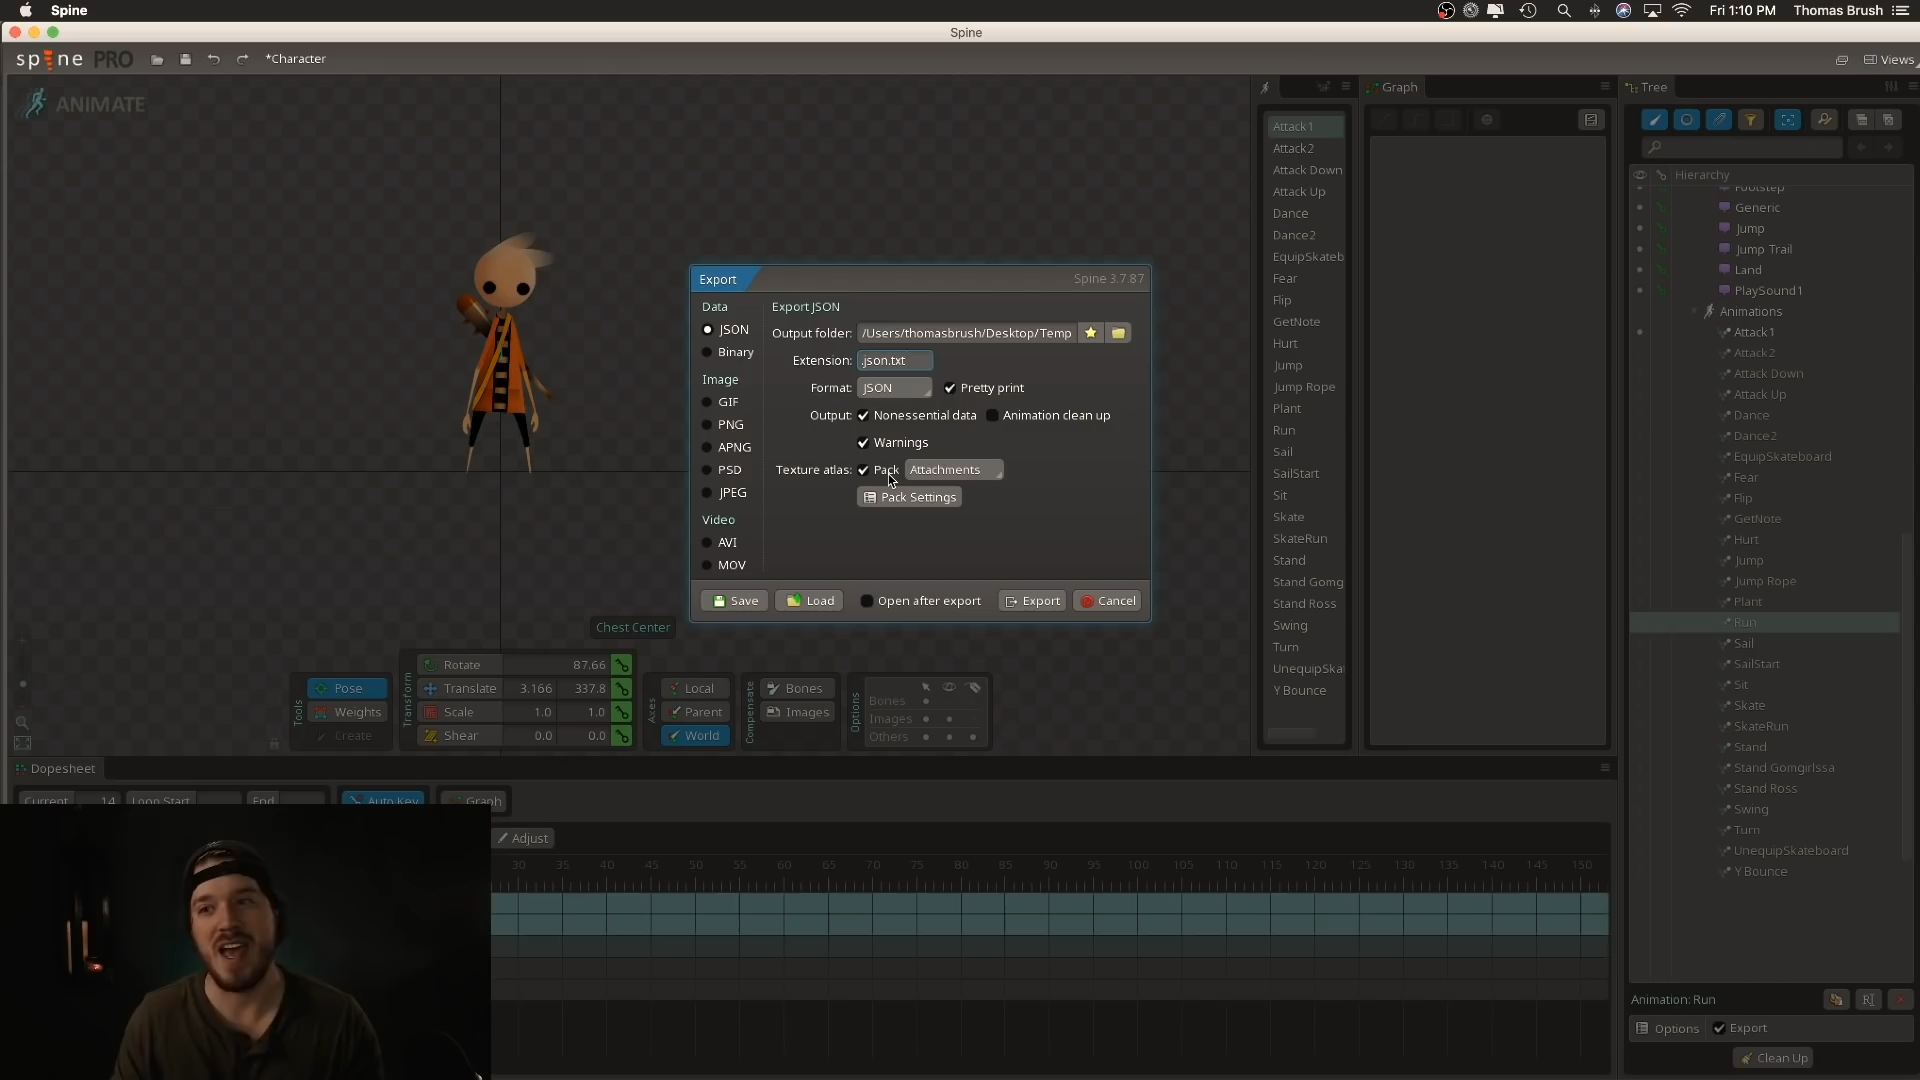 Spine
Fri 1:10 PM Thomas Brush
Spine
spine PRO *Character Views
ANIMATE
Graph
Tree
Hierarchy
Attack1
Attack2
Attack Down
Attack Up
Dance
Dance2
EquipSkateb
Fear
Flip
GetNote
Hurt
Jump
Jump Rope
Plant
Run
Sail
SailStart
Sit
Skate
SkateRun
Stand
Stand Gomg
Stand Ross
Swing
Turn
UnequipSka
Y Bounce
Footstep
Generic
Jump
Jump Trail
Land
PlaySound1
Animations
Attack1
Attack2
Attack Down
Attack Up
Dance
Dance2
EquipSkateboard
Fear
Flip
GetNote
Hurt
Jump
Jump Rope
Plant
Run
Sail
SailStart
Sit
Skate
SkateRun
Stand
Stand Gomgirlssa
Stand Ross
Swing
Turn
UnequipSkateboard
Y Bounce
Animation: Run
Options Export
Clean Up
Export Spine 3.7.87
Data
JSON
Binary
Image
GIF
PNG
APNG
PSD
JPEG
Video
AVI
MOV
Export JSON
Output folder: /Users/thomasbrush/Desktop/Temp
Extension: .json.txt
Format: JSON Pretty print
Output: Nonessential data Animation clean up
Warnings
Texture atlas: Pack Attachments
Pack Settings
Save Load Open after export Export Cancel
Chest Center
Tools
Pose
Weights
Create
Transform
Rotate 87.66
Translate 3.166 337.8
Scale 1.0 1.0
Shear 0.0 0.0
Axes
Local
Parent
World
Compensate
Bones
Images
Options
Bones
Images
Others
Dopesheet
Current 14 Loop Start End Auto Key Graph
Adjust
30 35 40 45 50 55 60 65 70 75 80 85 90 95 100 105 110 115 120 125 130 135 140 145 150